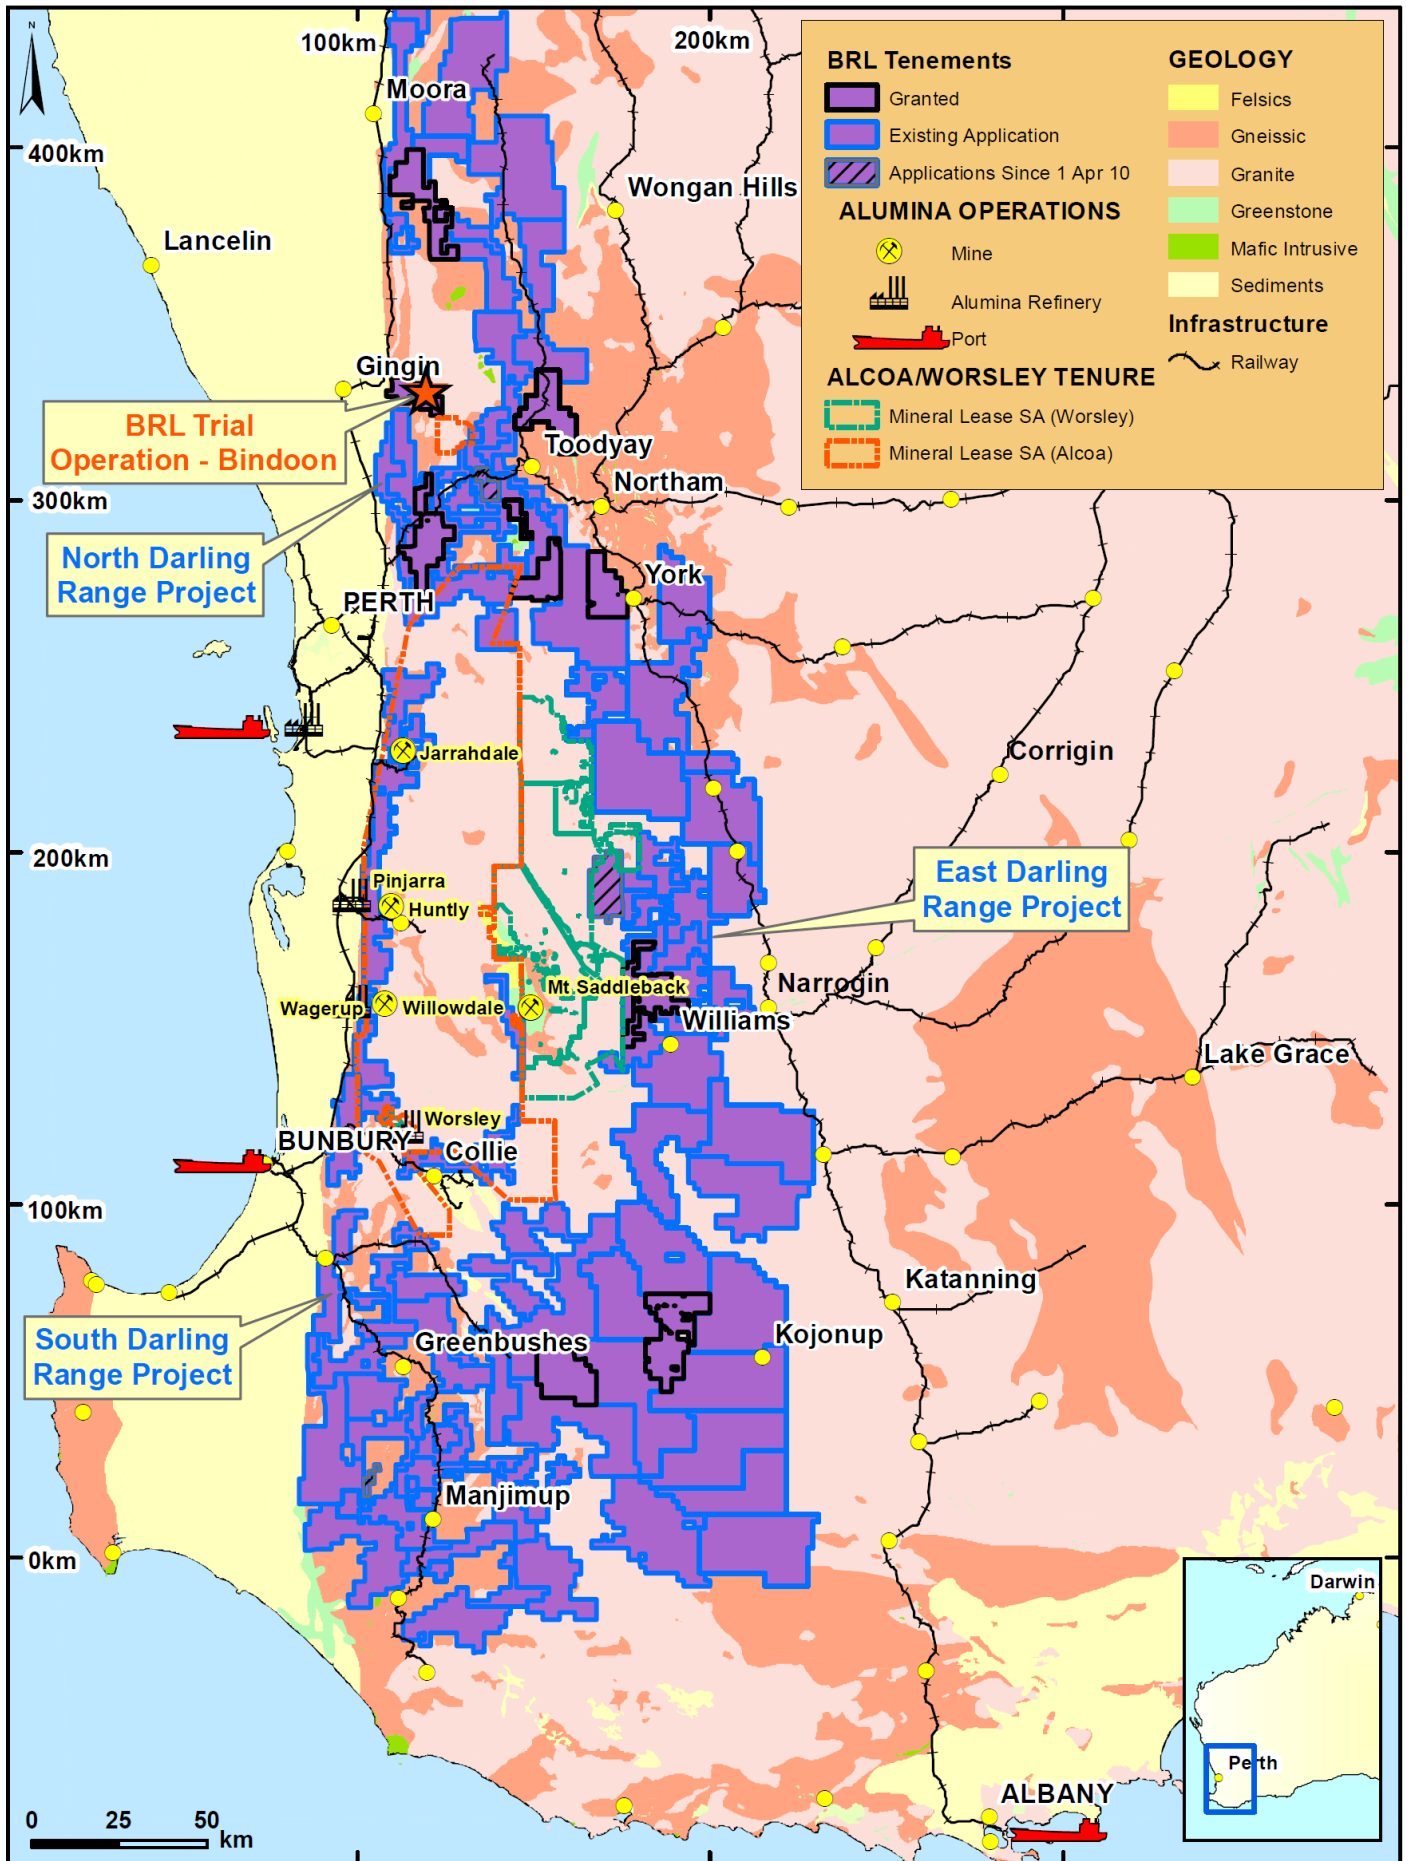 N
100km
200km
Moora
400km
Wongan Hills
Lancelin
Gingin
BRL Trial
Operation - Bindoon
Toodyay
Northam
300km
North Darling
Range Project
York
PERTH
Jarrahdale
Corrigin
200km
East Darling
Range Project
Pinjarra
Huntly
Mt Saddleback
Narrogin
Wagerup
Willowdale
Williams
Lake Grace
Worsley
BUNBURY
Collie
100km
Katanning
South Darling
Range Project
Greenbushes
Kojonup
Manjimup
0km
ALBANY
0 25 50
km
BRL Tenements
Granted
Existing Application
Applications Since 1 Apr 10
ALUMINA OPERATIONS
Mine
Alumina Refinery
Port
ALCOA/WORSLEY TENURE
Mineral Lease SA (Worsley)
Mineral Lease SA (Alcoa)
GEOLOGY
Felsics
Gneissic
Granite
Greenstone
Mafic Intrusive
Sediments
Infrastructure
Railway
Darwin
Perth